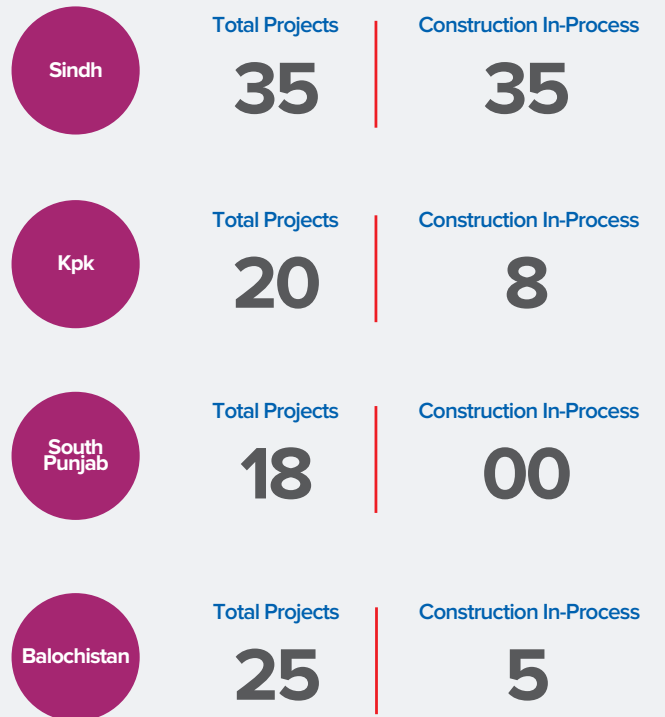 Sindh
Total Projects
35
Construction In-Process
35
Kpk
Total Projects
20
Construction In-Process
8
South
Punjab
Total Projects
18
Construction In-Process
00
Balochistan
Total Projects
25
Construction In-Process
5